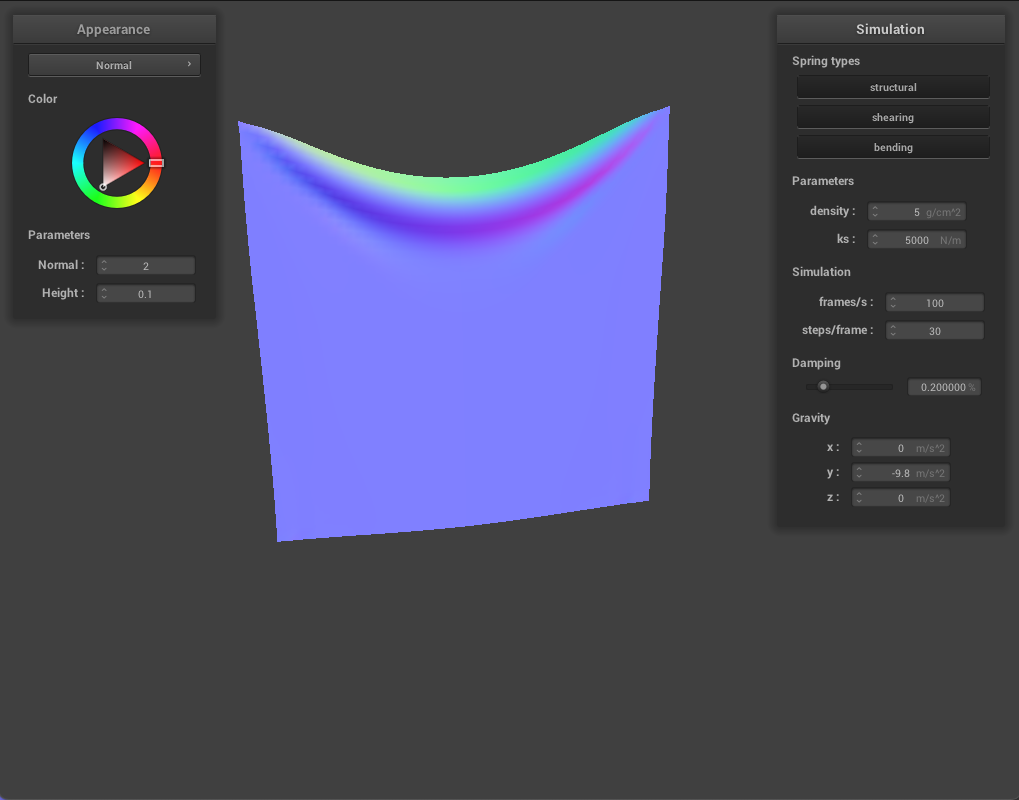 Appearance
Normal
Color
Parameters
Normal : 2
Height : 0.1
Simulation
Spring types
structural
shearing
bending
Parameters
density : 5 g/cm^2
ks : 5000 N/m
Simulation
frames/s : 100
steps/frame : 30
Damping
0.200000 %
Gravity
x : 0 m/s^2
y : -9.8 m/s^2
z : 0 m/s^2